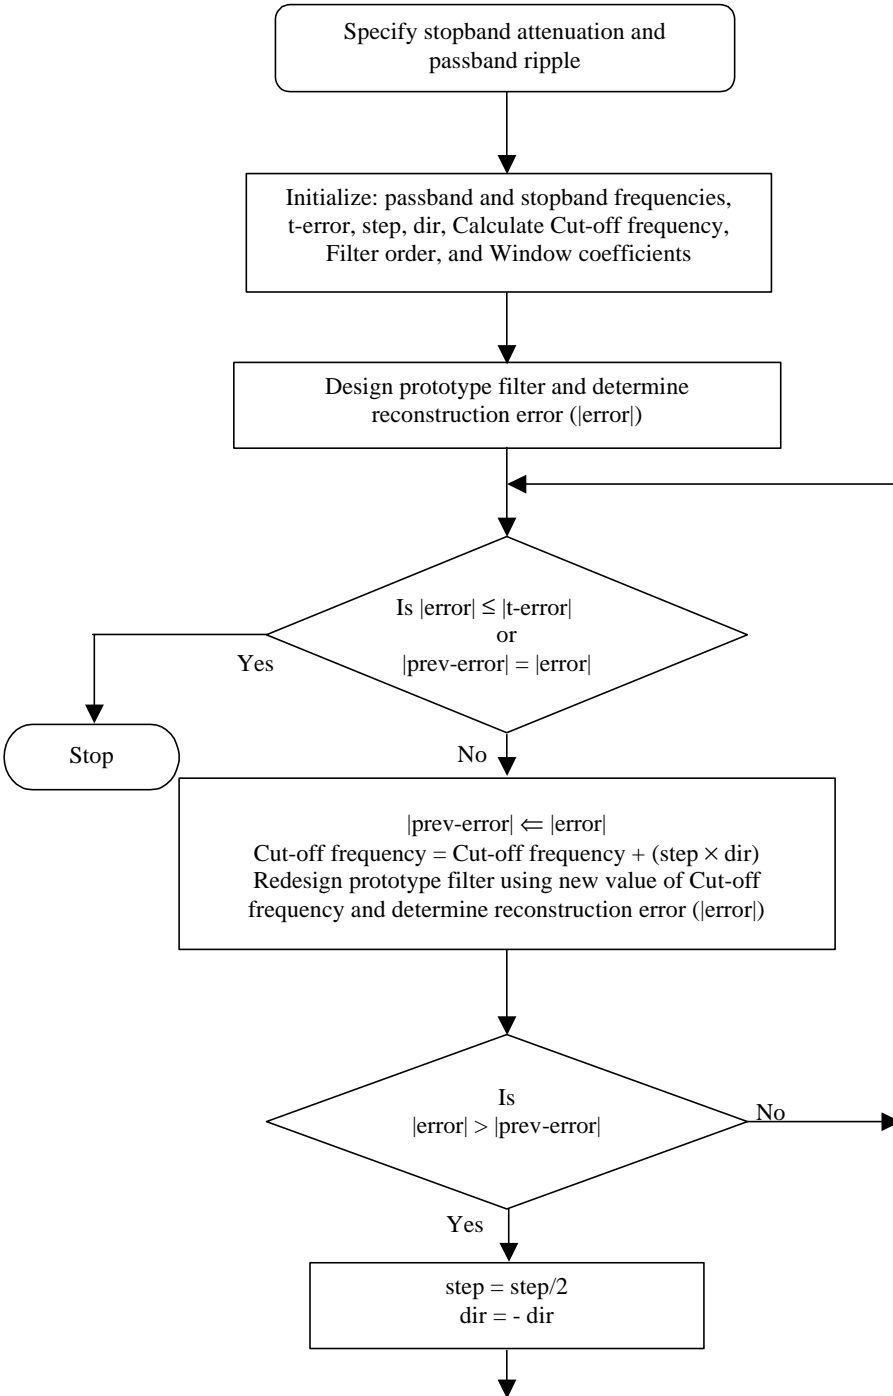 Specify stopband attenuation and
passband ripple
Initialize: passband and stopband frequencies,
t-error, step, dir, Calculate Cut-off frequency,
Filter order, and Window coefficients
Design prototype filter and determine
reconstruction error (|error|)
Is |error| ≤ |t-error|
or
|prev-error| = |error|
Yes
Stop
No
|prev-error| ⇐ |error|
Cut-off frequency = Cut-off frequency + (step × dir)
Redesign prototype filter using new value of Cut-off
frequency and determine reconstruction error (|error|)
Is
|error| > |prev-error|
No
Yes
step = step/2
dir = - dir